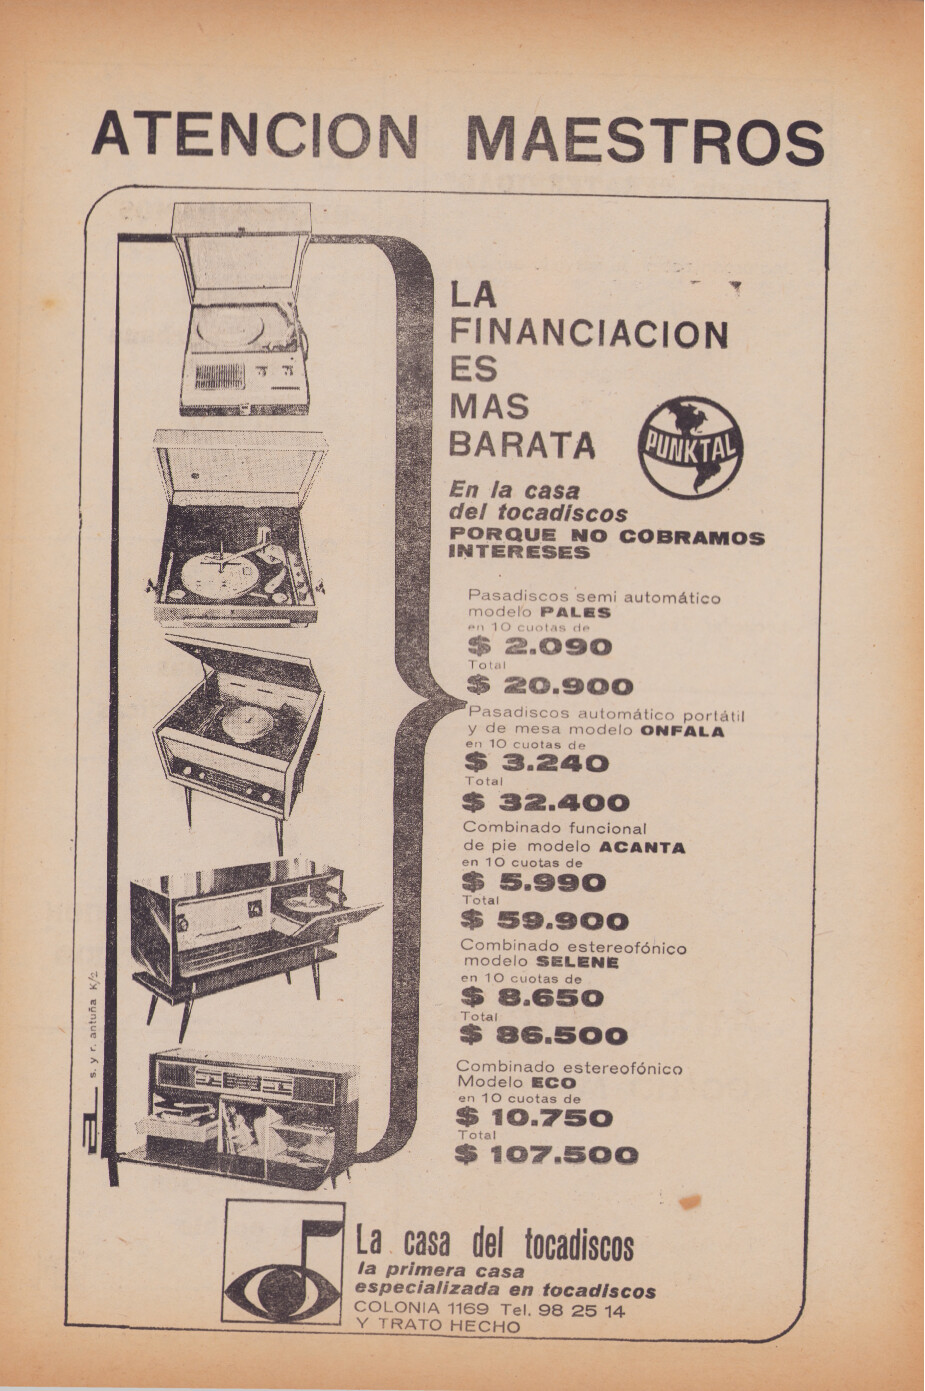 ATENCION MAESTROS
LA
FINANCIACION
ES
MAS
BARATA
PUNKTAL
En la casa
del tocadiscos
PORQUE NO COBRAMOS
INTERESES
Pasadiscos semi automático
modelo PALES
en 10 cuotas de
$ 2.090
Total
$ 20.900
Pasadiscos automático portátil
y de mesa modelo ONFALA
en 10 cuotas de
$ 3.240
Total
$ 32.400
Combinado funcional
de pie modelo ACANTA
en 10 cuotas de
$ 5.990
Total
$ 59.900
Combinado estereofónico
modelo SELENE
en 10 cuotas de
$ 8.650
Total
$ 86.500
Combinado estereofónico
Modelo ECO
en 10 cuotas de
$ 10.750
Total
$ 107.500
s. y r. antuña K/2
La casa del tocadiscos
la primera casa
especializada en tocadiscos
COLONIA 1169 Tel. 98 25 14
Y TRATO HECHO